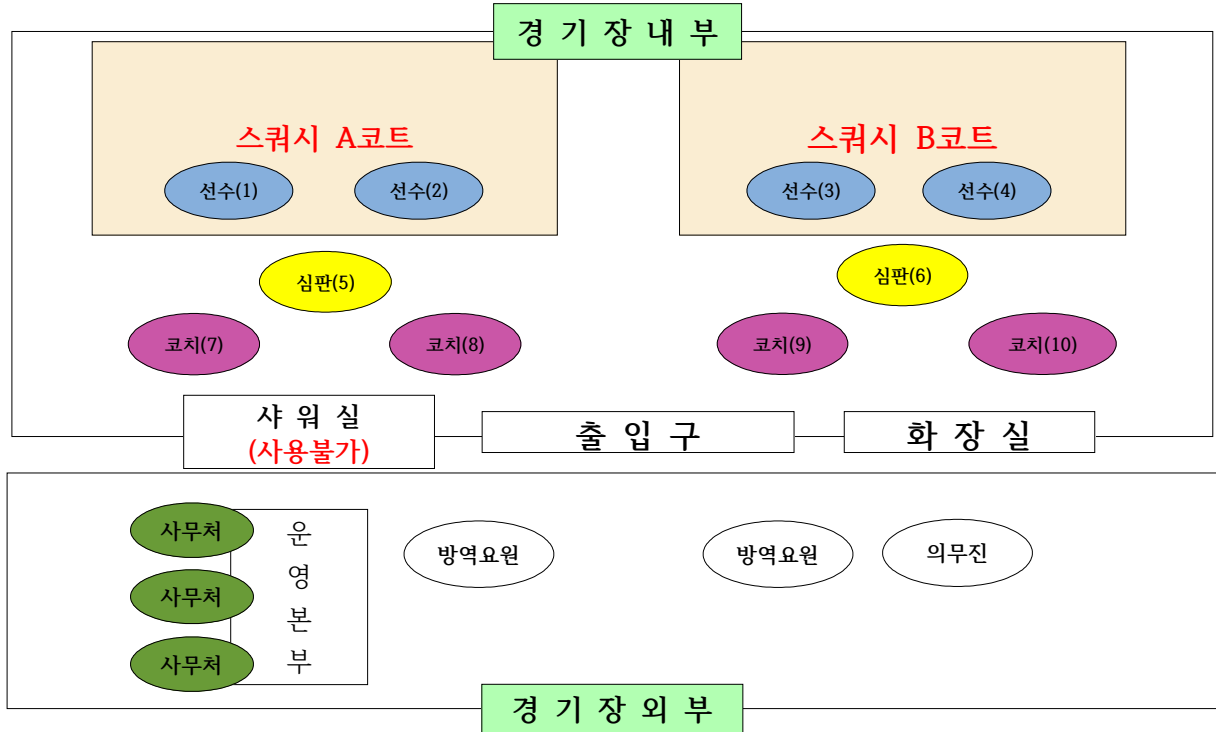 경 기 장 내 부
스쿼시 A코트
스쿼시 B코트
선수(1)
선수(2)
선수(3)
선수(4)
심판(5)
심판(6)
코치(7)
코치(8)
코치(9)
코치(10)
샤 워 실
(사용불가)
출 입 구
화 장 실
사무처
사무처
사무처
운
영
본
부
방역요원
방역요원
의무진
경 기 장 외 부